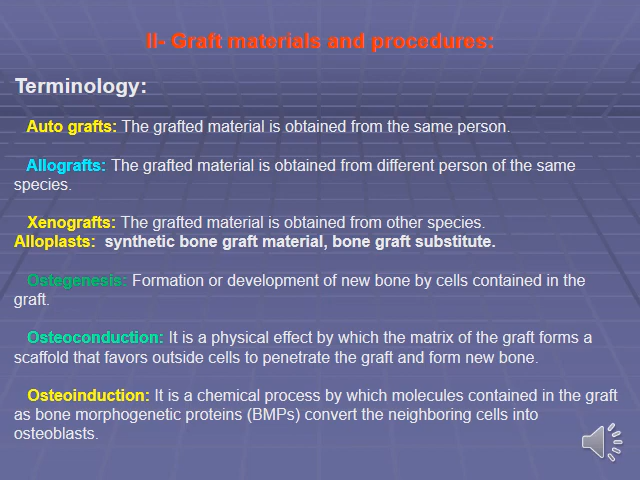 II- Graft materials and procedures:
Terminology:
Auto grafts: The grafted material is obtained from the same person.
Allografts: The grafted material is obtained from different person of the same
species.
Xenografts: The grafted material is obtained from other species.
Alloplasts: synthetic bone graft material, bone graft substitute.
Ostegenesis: Formation or development of new bone by cells contained in the
graft.
Osteoconduction: It is a physical effect by which the matrix of the graft forms a
scaffold that favors outside cells to penetrate the graft and form new bone.
Osteoinduction: It is a chemical process by which molecules contained in the graft
as bone morphogenetic proteins (BMPs) convert the neighboring cells into
osteoblasts.